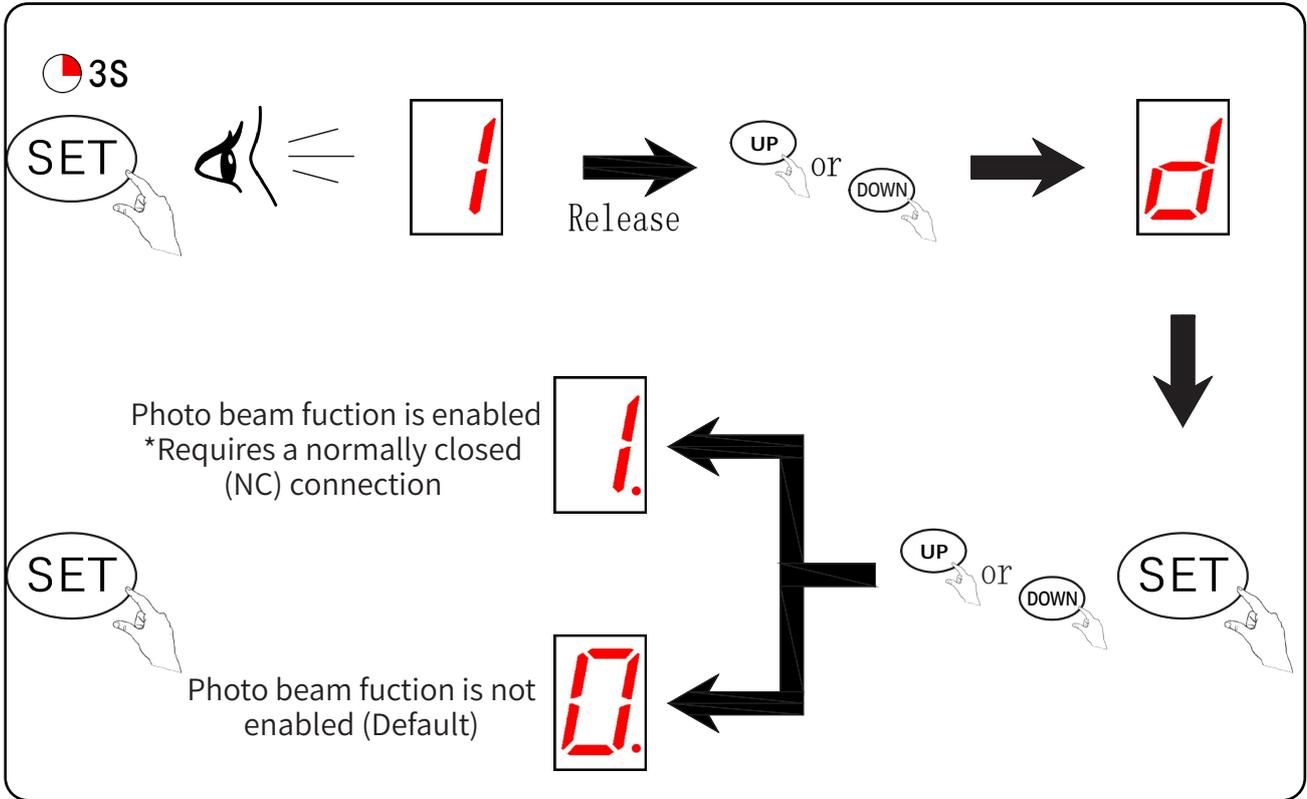 3S
SET
1
Release
UP or DOWN
d
Photo beam fuction is enabled
*Requires a normally closed
(NC) connection
1.
SET
UP or DOWN
SET
Photo beam fuction is not
enabled (Default)
0.